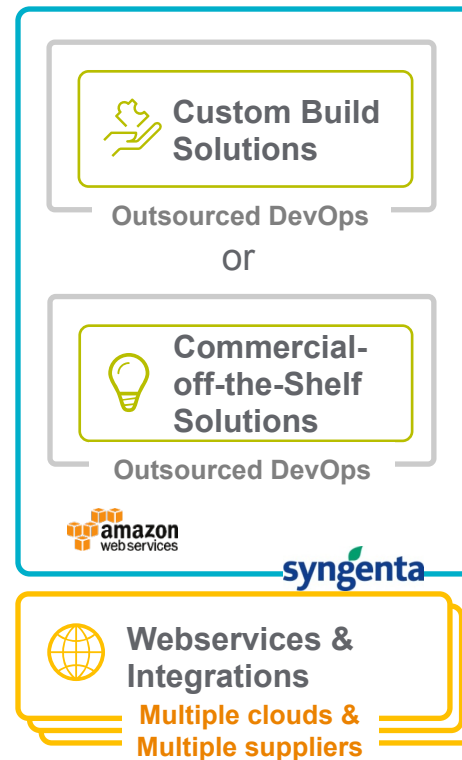 Custom Build
Solutions
Outsourced DevOps
or
Commercial-
off-the-Shelf
Solutions
Outsourced DevOps
amazon
webservices
syngenta
Webservices &
Integrations
Multiple clouds &
Multiple suppliers